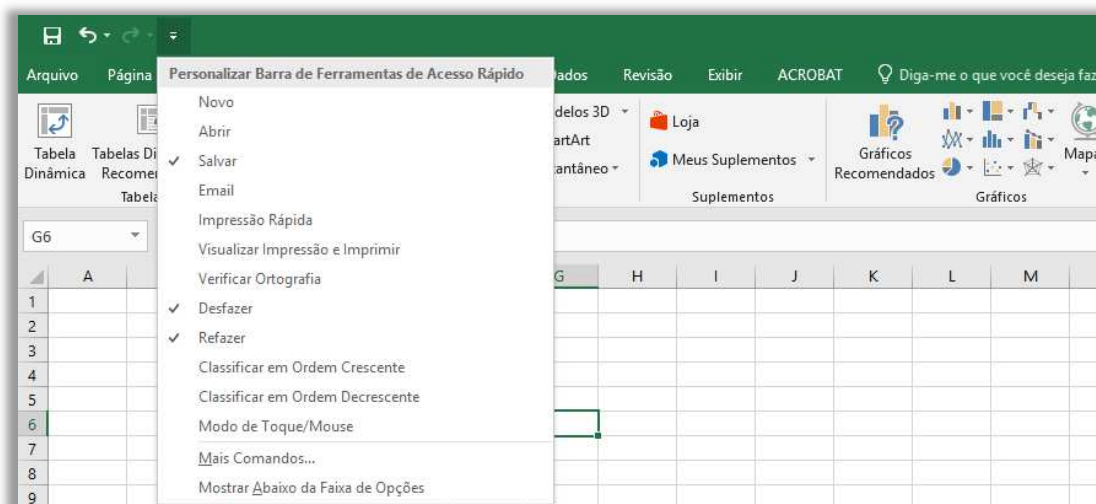 Arquivo Página Dados Revisão Exibir ACROBAT Diga-me o que você deseja faz
Personalizar Barra de Ferramentas de Acesso Rápido
Novo
Abrir
Salvar
Email
Impressão Rápida
Visualizar Impressão e Imprimir
Verificar Ortografia
Desfazer
Refazer
Classificar em Ordem Crescente
Classificar em Ordem Decrescente
Modo de Toque/Mouse
Mais Comandos...
Mostrar Abaixo da Faixa de Opções
Tabela
Dinâmica
Tabelas Di
Recomen
Tabela
delos 3D
artArt
tantâneo
Loja
Meus Suplementos
Suplementos
Gráficos
Recomendados
Mapa
Gráficos
G6
A G H I J K L M
1
2
3
4
5
6
7
8
9